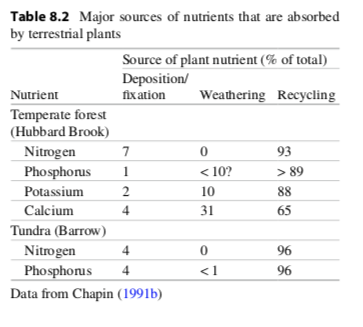 Table 8.2 Major sources of nutrients that are absorbed
by terrestrial plants
Source of plant nutrient (% of total)
Deposition/
Nutrient fixation Weathering Recycling
Temperate forest
(Hubbard Brook)
Nitrogen 7 0 93
Phosphorus 1 < 10? > 89
Potassium 2 10 88
Calcium 4 31 65
Tundra (Barrow)
Nitrogen 4 0 96
Phosphorus 4 < 1 96
Data from Chapin (1991b)